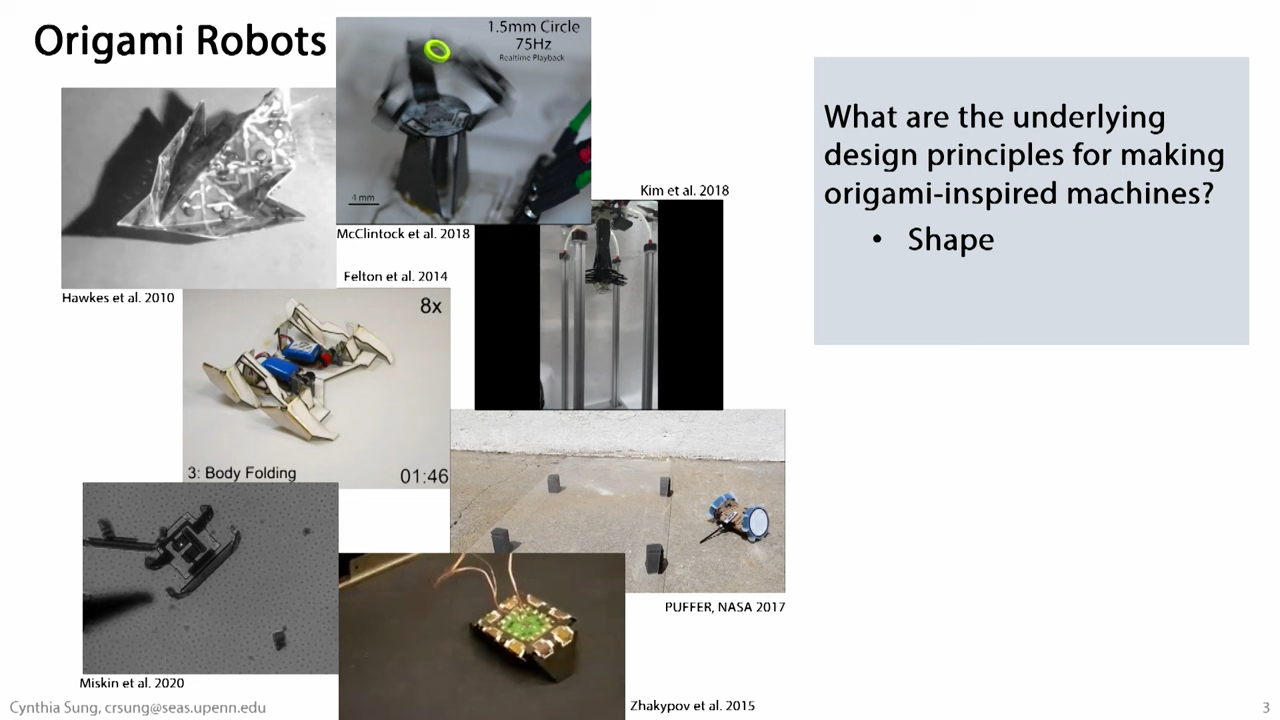 Origami Robots
1.5mm Circle
75Hz
Realtime Playback
4 mm
Kim et al. 2018
McClintock et al. 2018
Felton et al. 2014
Hawkes et al. 2010
8x
3: Body Folding
01:46
PUFFER, NASA 2017
Miskin et al. 2020
Zhakypov et al. 2015
What are the underlying
design principles for making
origami-inspired machines?
• Shape
Cynthia Sung, crsung@seas.upenn.edu
3